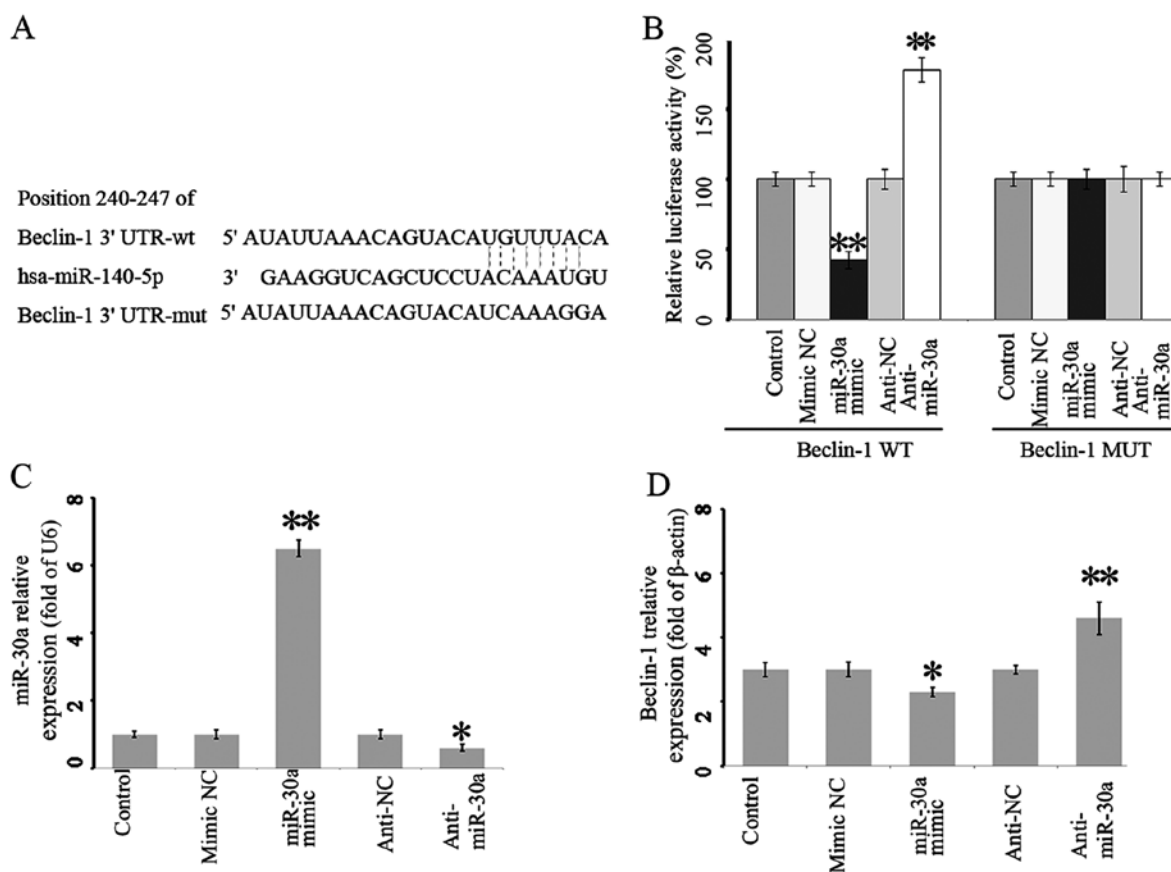 A
Position 240-247 of
Beclin-1 3' UTR-wt 5' AUAUUAAACAGUACAUGUUUACA
hsa-miR-140-5p 3' GAAGGUCAGCUCCUACAAAUGU
Beclin-1 3' UTR-mut 5' AUAUUAAACAGUACAUCAAAGGA
B
Relative luciferase activity (%)
200
150
100
50
0
**
**
Control
Mimic NC
miR-30a
mimic
Anti-NC
Anti-
miR-30a
Control
Mimic NC
miR-30a
mimic
Anti-NC
Anti-
miR-30a
Beclin-1 WT
Beclin-1 MUT
C
miR-30a relative
expression (fold of U6)
8
6
4
2
0
**
*
Control
Mimic NC
miR-30a
mimic
Anti-NC
Anti-
miR-30a
D
Beclin-1 trelative
expression (fold of β-actin)
8
6
4
2
0
*
**
Control
Mimic NC
miR-30a
mimic
Anti-NC
Anti-
miR-30a